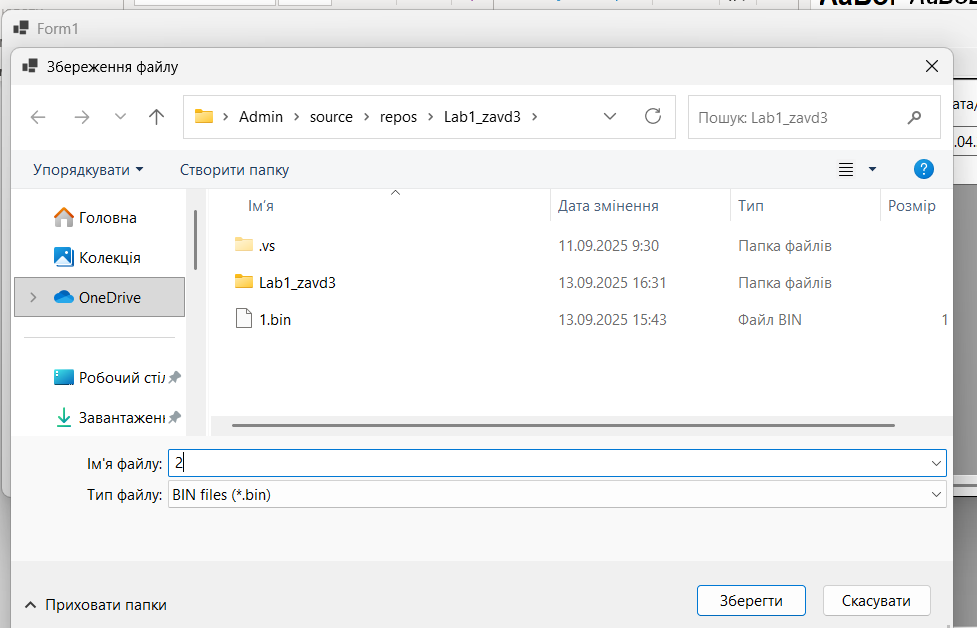 Form1
Збереження файлу
Admin > source > repos > Lab1_zavd3 >
Пошук: Lab1_zavd3
Упорядкувати
Створити папку
?
Ім'я
Дата змінення
Тип
Розмір
Головна
Колекція
OneDrive
Робочий стіл
Завантажен
.vs 11.09.2025 9:30 Папка файлів
Lab1_zavd3 13.09.2025 16:31 Папка файлів
1.bin 13.09.2025 15:43 Файл BIN 1
Ім'я файлу: 2
Тип файлу: BIN files (*.bin)
Приховати папки
Зберегти
Скасувати
ата/
.04.